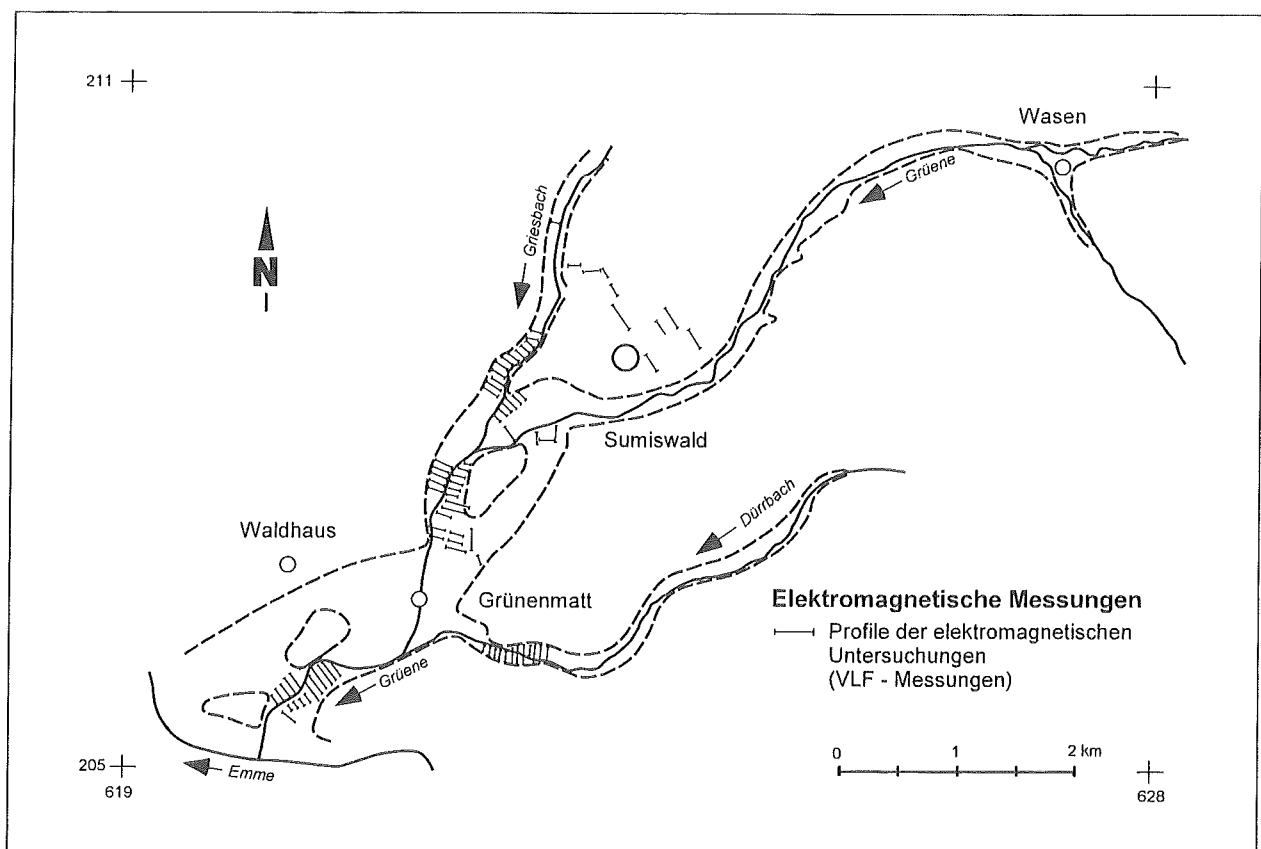 211
Wasen
Grüene
Griesbach
N
Sumiswald
Waldhaus
Dürrbach
Grünenmatt
Elektromagnetische Messungen
Profile der elektromagnetischen
Untersuchungen
(VLF - Messungen)
Grüene
0 1 2 km
205
Emme
619
628